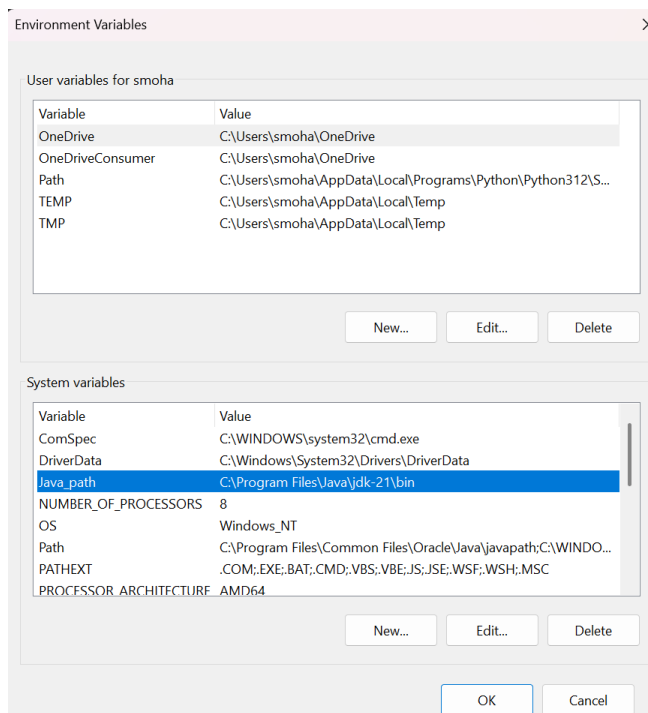 Environment Variables
User variables for smoha
Variable Value
OneDrive C:\Users\smoha\OneDrive
OneDriveConsumer C:\Users\smoha\OneDrive
Path C:\Users\smoha\AppData\Local\Programs\Python\Python312\S...
TEMP C:\Users\smoha\AppData\Local\Temp
TMP C:\Users\smoha\AppData\Local\Temp
New... Edit... Delete
System variables
Variable Value
ComSpec C:\WINDOWS\system32\cmd.exe
DriverData C:\Windows\System32\Drivers\DriverData
Java_path C:\Program Files\Java\jdk-21\bin
NUMBER_OF_PROCESSORS 8
OS Windows_NT
Path C:\Program Files\Common Files\Oracle\Java\javapath;C:\WINDO...
PATHEXT .COM;.EXE;.BAT;.CMD;.VBS;.VBE;.JS;.JSE;.WSF;.WSH;.MSC
PROCESSOR_ARCHITECTURE AMD64
New... Edit... Delete
OK Cancel